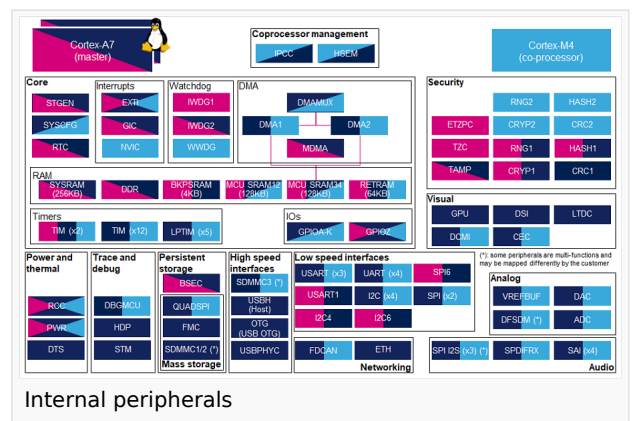 Cortex-A7
(master)
Coprocessor management
IPCC
HSEM
Cortex-M4
(co-processor)
Core
STGEN
SYSCFG
RTC
Interrupts
EXTI
GIC
NVIC
Watchdog
IWDG1
IWDG2
WWDG
DMA
DMAMUX
DMA1
DMA2
MDMA
Security
RNG2
HASH2
ETZPC
CRYP2
CRC2
TZC
RNG1
HASH1
TAMP
CRYP1
CRC1
RAM
SYSRAM
(256KB)
DDR
BKPSRAM
(4KB)
MCU SRAM12
(128KB)
MCU SRAM34
(128KB)
RETRAM
(64KB)
Timers
TIM (x2)
TIM (x12)
LPTIM (x5)
IOs
GPIOA-K
GPIOZ
Visual
GPU
DSI
LTDC
DCMI
CEC
(*): some peripherals are multi-functions and
may be mapped differently by the customer
Power and
thermal
RCC
PWR
DTS
Trace and
debug
DBGMCU
HDP
STM
Persistent
storage
BSEC
QUADSPI
FMC
SDMMC1/2 (*)
Mass storage
High speed
interfaces
SDMMC3 (*)
USBH
(Host)
OTG
(USB OTG)
USBPHYC
Low speed interfaces
USART (x3)
UART (x4)
SPI6
USART1
I2C (x4)
SPI (x2)
I2C4
I2C6
FDCAN
ETH
Networking
Analog
VREFBUF
DAC
DFSDM (*)
ADC
SPI I2S (x3) (*)
SPDIFRX
SAI (x4)
Audio
Internal peripherals